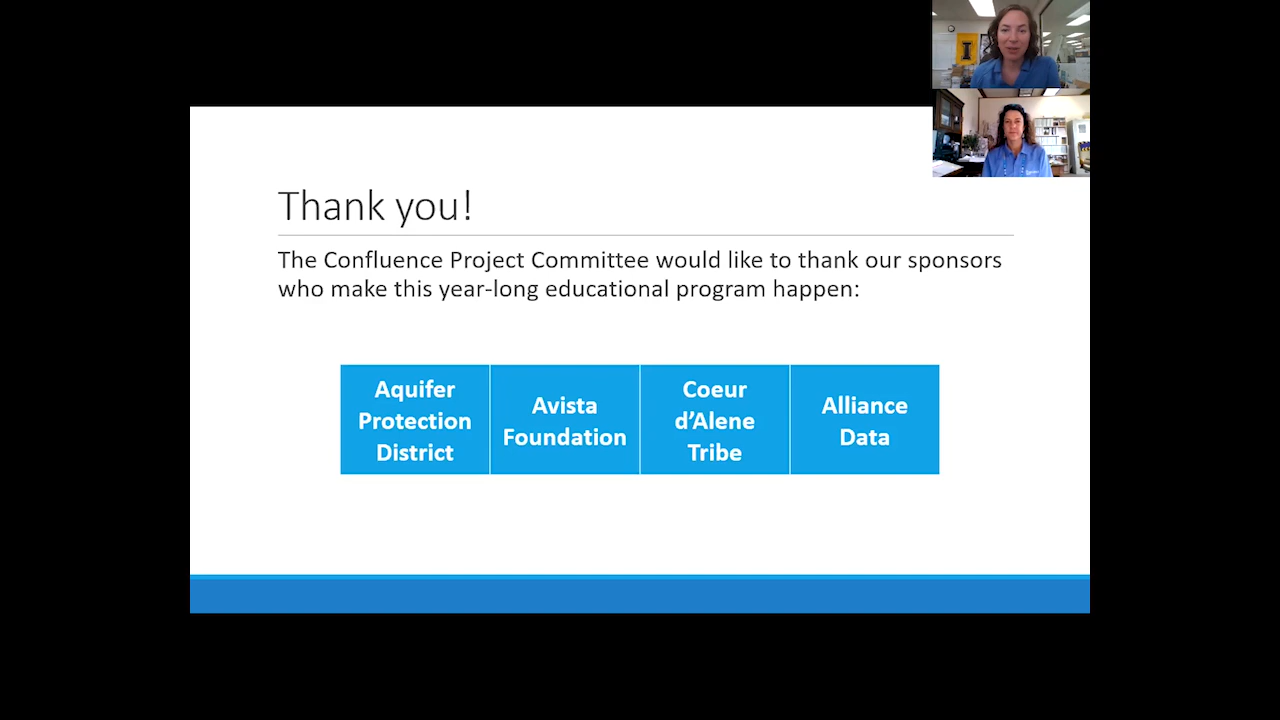 I
Thank you!
The Confluence Project Committee would like to thank our sponsors
who make this year-long educational program happen:
Aquifer
Protection
District
Avista
Foundation
Coeur
d’Alene
Tribe
Alliance
Data